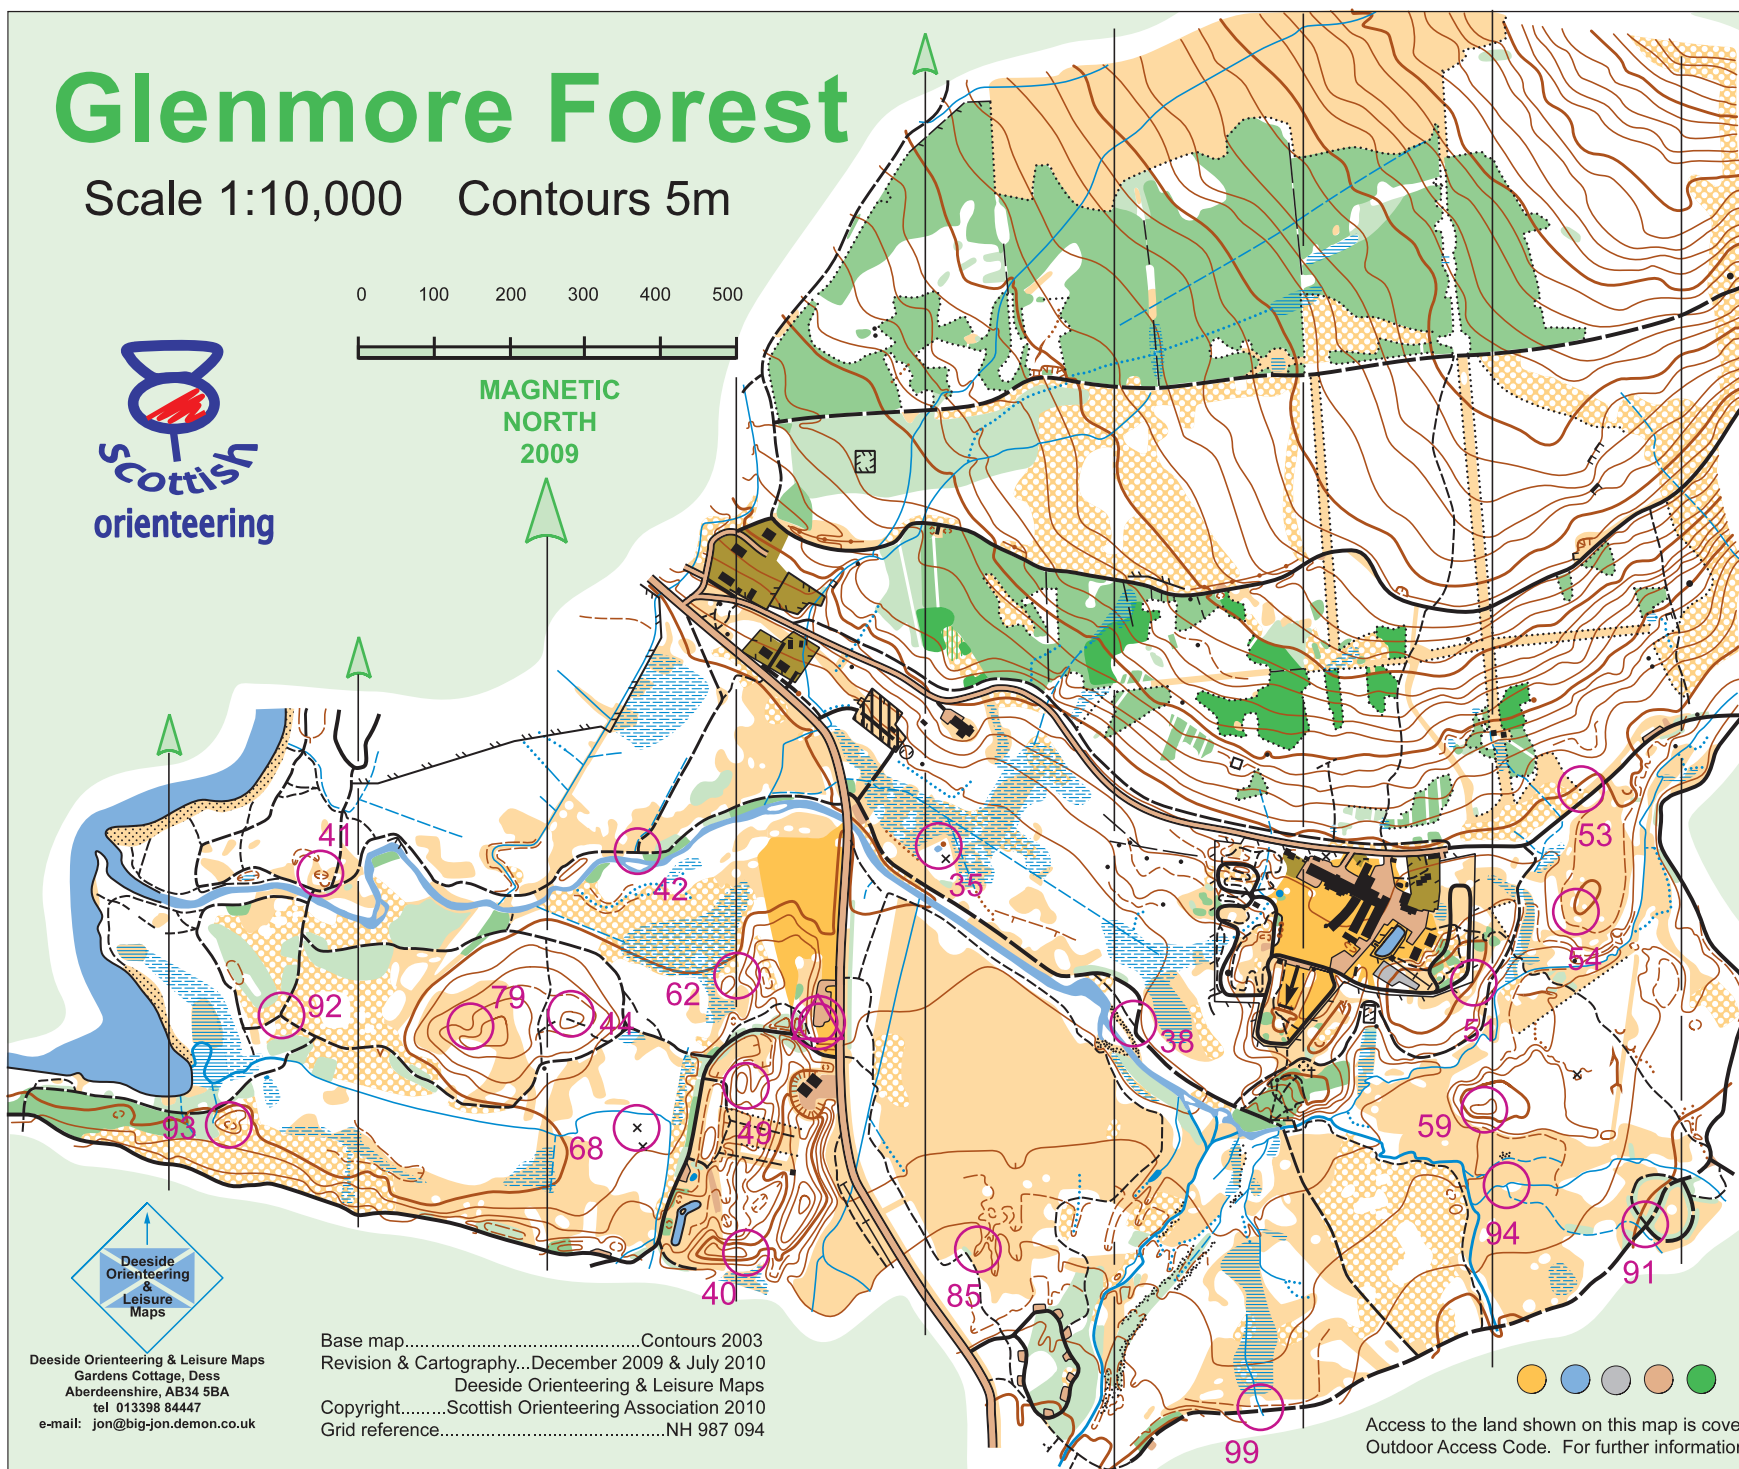 Glenmore Forest
Scale 1:10,000 Contours 5m
0 100 200 300 400 500
MAGNETIC
NORTH
2009
scottish
orienteering
41
42
35
53
54
92
79
44
62
38
51
93
68
49
59
94
91
40
85
99
Deeside
Orienteering
&
Leisure
Maps
Deeside Orienteering & Leisure Maps
Gardens Cottage, Dess
Aberdeenshire, AB34 5BA
tel 013398 84447
e-mail: jon@big-jon.demon.co.uk
Base map............................................Contours 2003
Revision & Cartography...December 2009 & July 2010
Deeside Orienteering & Leisure Maps
Copyright........Scottish Orienteering Association 2010
Grid reference..........................................NH 987 094
Access to the land shown on this map is cove
Outdoor Access Code. For further information